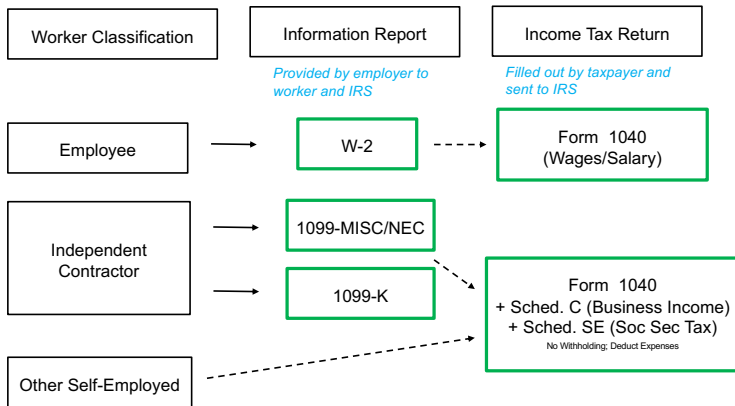 Worker Classification
Information Report
Income Tax Return
Provided by employer to
worker and IRS
Filled out by taxpayer and
sent to IRS
Employee
W-2
Form 1040
(Wages/Salary)
Independent
Contractor
1099-MISC/NEC
1099-K
Form 1040
+ Sched. C (Business Income)
+ Sched. SE (Soc Sec Tax)
No Withholding; Deduct Expenses
Other Self-Employed